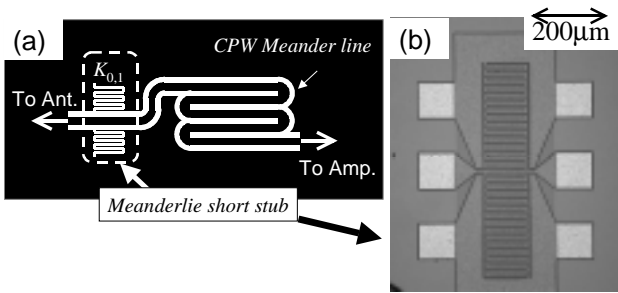 (a)
CPW Meander line
K0,1
To Ant.
To Amp.
Meanderlie short stub
(b)
200μm